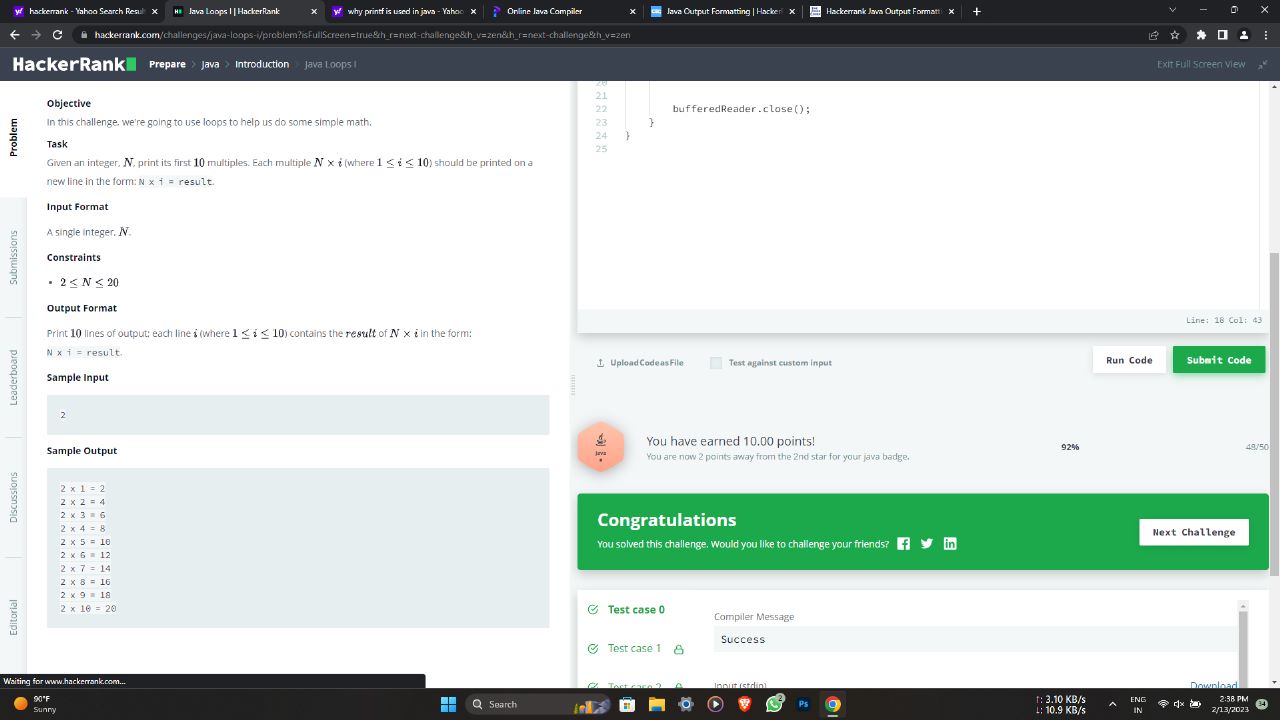 hackerrank - Yahoo Search Result
Java Loops I | HackerRank
why printf is used in java - Yahoo
Online Java Compiler
Java Output Formatting | Hacker
Hackerrank Java Output Formatti
hackerrank.com/challenges/java-loops-i/problem?isFullScreen=true&h_r=next-challenge&h_v=zen&h_r=next-challenge&h_v=zen
HackerRank
Prepare > Java > Introduction > Java Loops I
Exit Full Screen View
Problem
Submissions
Leaderboard
Discussions
Editorial
Objective
In this challenge, we're going to use loops to help us do some simple math.
Task
Given an integer, N, print its first 10 multiples. Each multiple N × i (where 1 ≤ i ≤ 10) should be printed on a
new line in the form: N x i = result.
Input Format
A single integer, N.
Constraints
• 2 ≤ N ≤ 20
Output Format
Print 10 lines of output; each line i (where 1 ≤ i ≤ 10) contains the result of N × i in the form:
N x i = result.
Sample Input
2
Sample Output
2 x 1 = 2
2 x 2 = 4
2 x 3 = 6
2 x 4 = 8
2 x 5 = 10
2 x 6 = 12
2 x 7 = 14
2 x 8 = 16
2 x 9 = 18
2 x 10 = 20
20
21
22 bufferedReader.close();
23 }
24 }
25
Line: 18 Col: 43
Upload Code as File
Test against custom input
Run Code
Submit Code
Java
You have earned 10.00 points!
You are now 2 points away from the 2nd star for your java badge.
92%
48/50
Congratulations
You solved this challenge. Would you like to challenge your friends?
Next Challenge
Test case 0
Test case 1
Test case 2
Compiler Message
Success
Input (stdin)
Download
Waiting for www.hackerrank.com...
90°F
Sunny
Search
2
Ps
↑: 3.10 KB/s
↓: 10.9 KB/s
ENG
IN
34
2:38 PM
2/13/2023